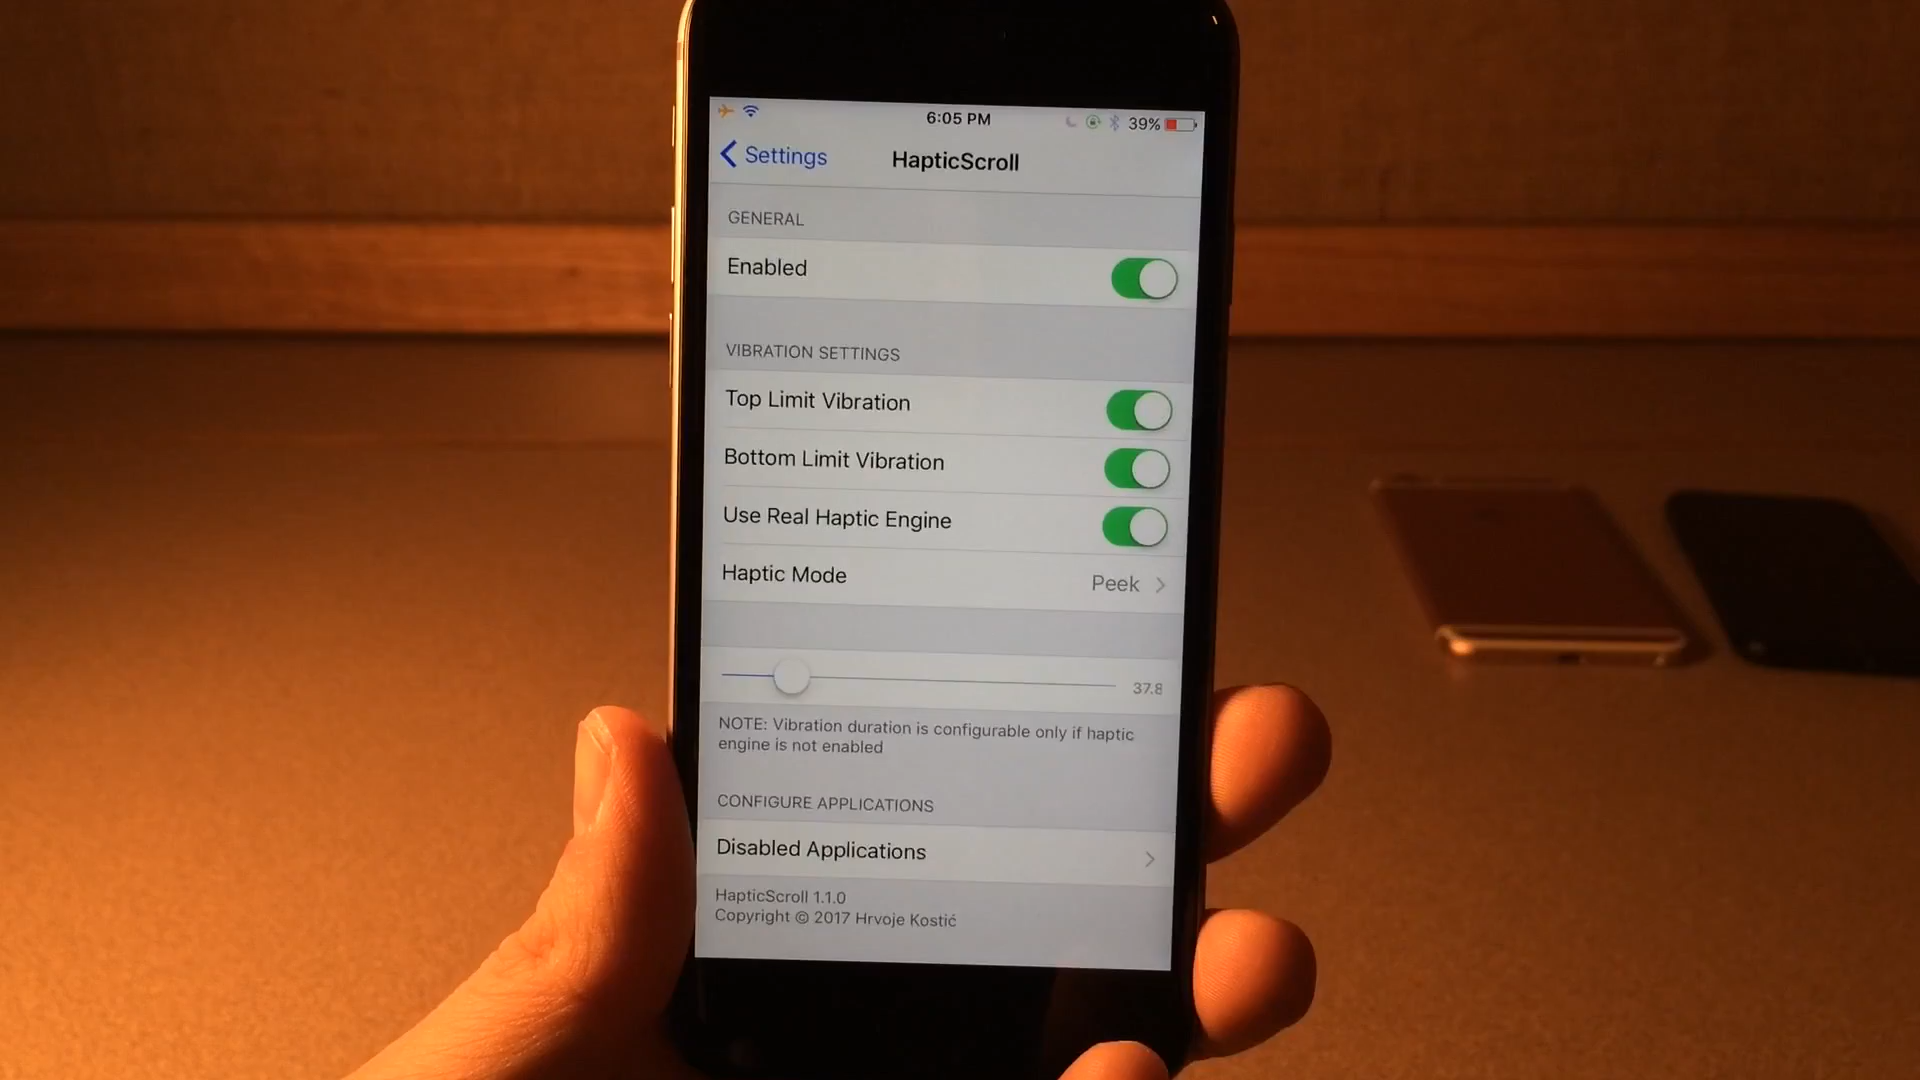 6:05 PM
39%
Settings
HapticScroll
GENERAL
Enabled
VIBRATION SETTINGS
Top Limit Vibration
Bottom Limit Vibration
Use Real Haptic Engine
Haptic Mode Peek
37.8
NOTE: Vibration duration is configurable only if haptic
engine is not enabled
CONFIGURE APPLICATIONS
Disabled Applications
HapticScroll 1.1.0
Copyright © 2017 Hrvoje Kostić